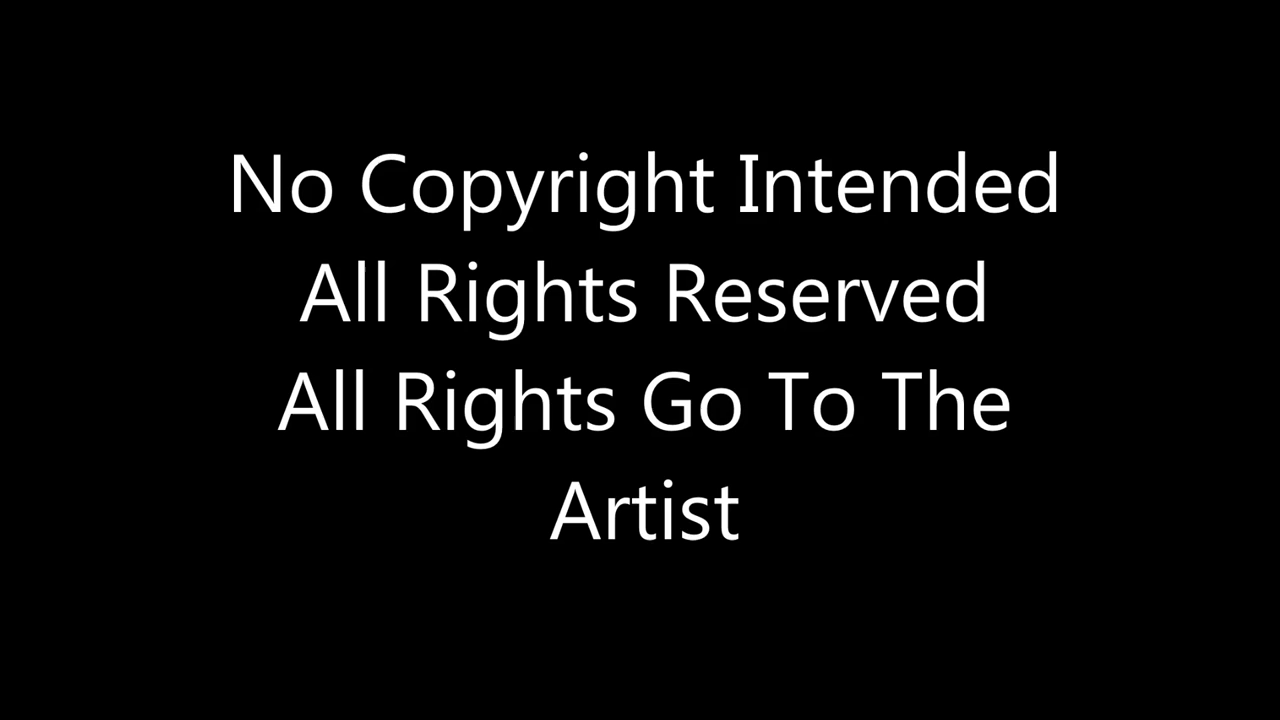 No Copyright Intended
All Rights Reserved
All Rights Go To The
Artist